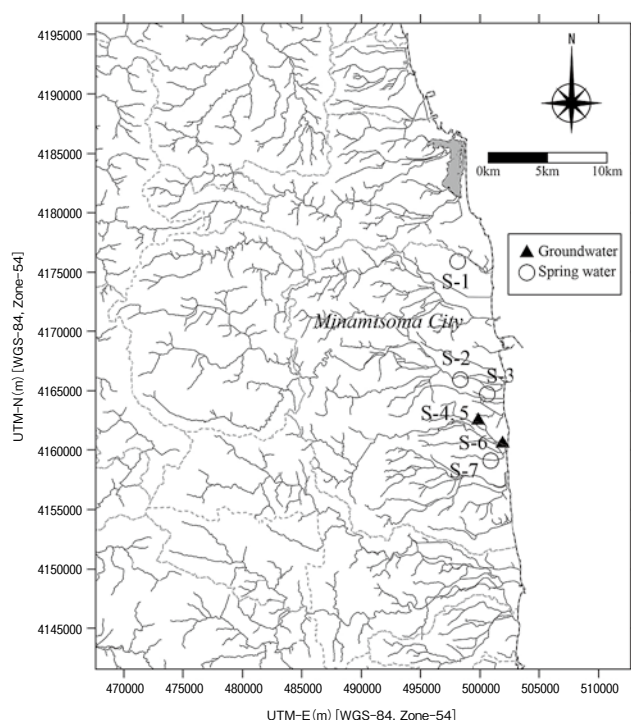 4195000
4190000
4185000
4180000
4175000
4170000
4165000
4160000
4155000
4150000
4145000
UTM-N(m) [WGS-84, Zone-54]
N
0km 5km 10km
Groundwater
Spring water
S-1
Minamisoma City
S-2
S-3
S-4, 5
S-6
S-7
470000 475000 480000 485000 490000 495000 500000 505000 510000
UTM-E(m) [WGS-84, Zone-54]